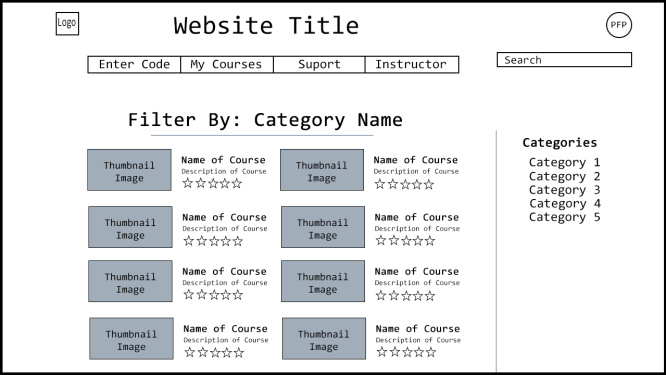 Logo
Website Title
PFP
Enter Code My Courses Suport Instructor
Search
Filter By: Category Name
Thumbnail Image
Name of Course
Description of Course
Thumbnail Image
Name of Course
Description of Course
Thumbnail Image
Name of Course
Description of Course
Thumbnail Image
Name of Course
Description of Course
Thumbnail Image
Name of Course
Description of Course
Thumbnail Image
Name of Course
Description of Course
Thumbnail Image
Name of Course
Description of Course
Thumbnail Image
Name of Course
Description of Course
Categories
Category 1
Category 2
Category 3
Category 4
Category 5